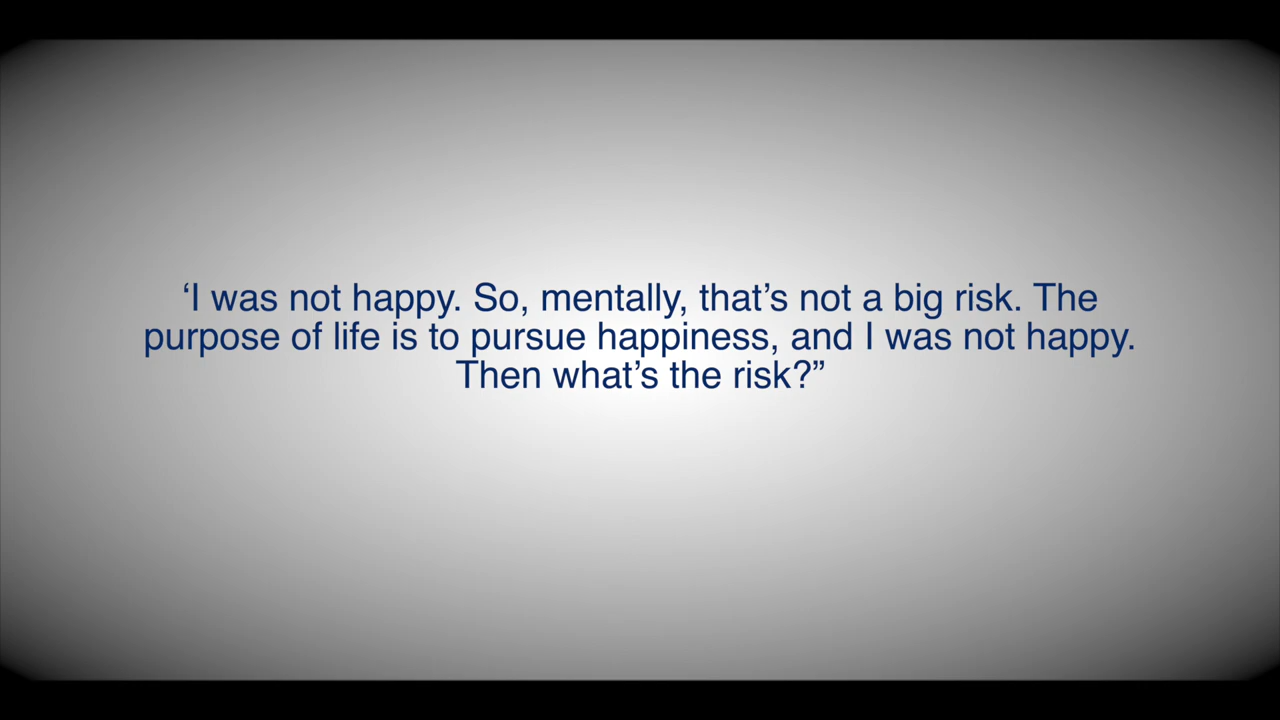 ‘I was not happy. So, mentally, that’s not a big risk. The
purpose of life is to pursue happiness, and I was not happy.
Then what’s the risk?”